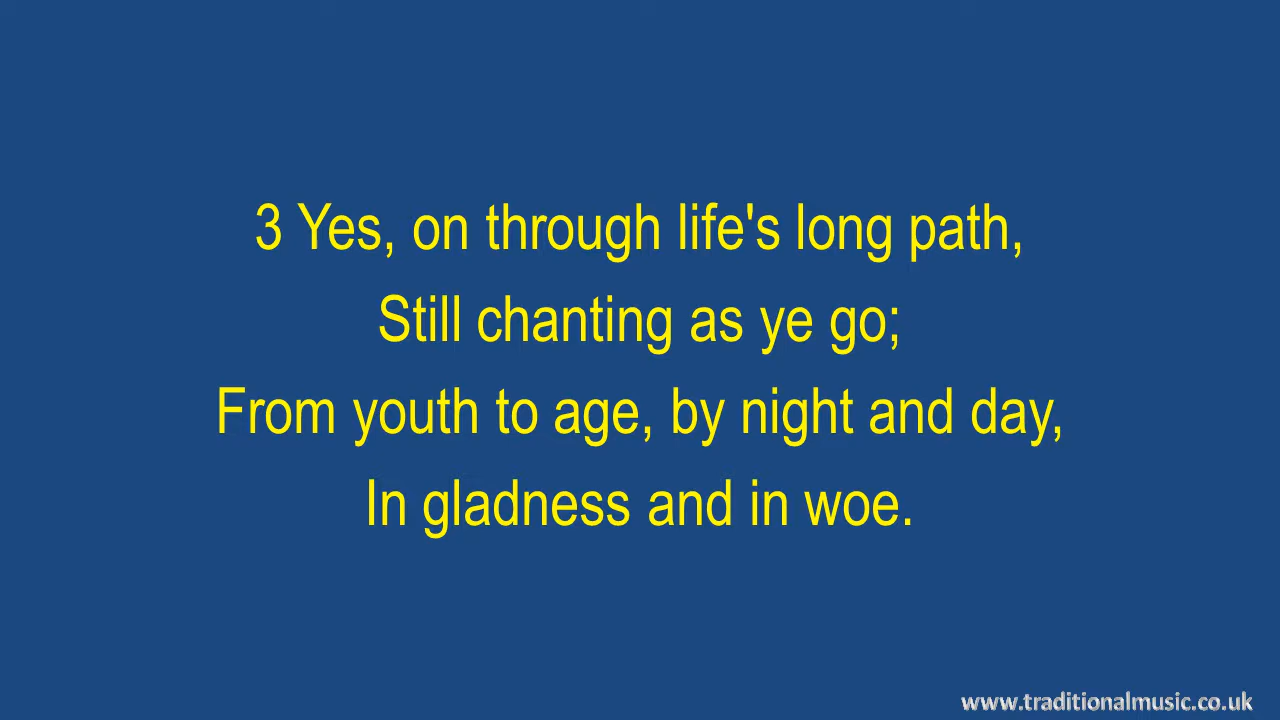 3 Yes, on through life's long path,
Still chanting as ye go;
From youth to age, by night and day,
In gladness and in woe.
www.traditionalmusic.co.uk